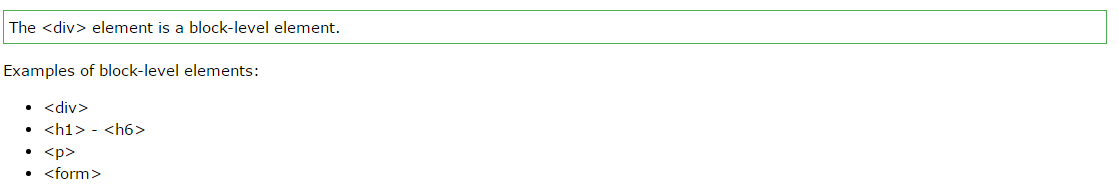 The <div> element is a block-level element.
Examples of block-level elements:
<div>
<h1> - <h6>
<p>
<form>